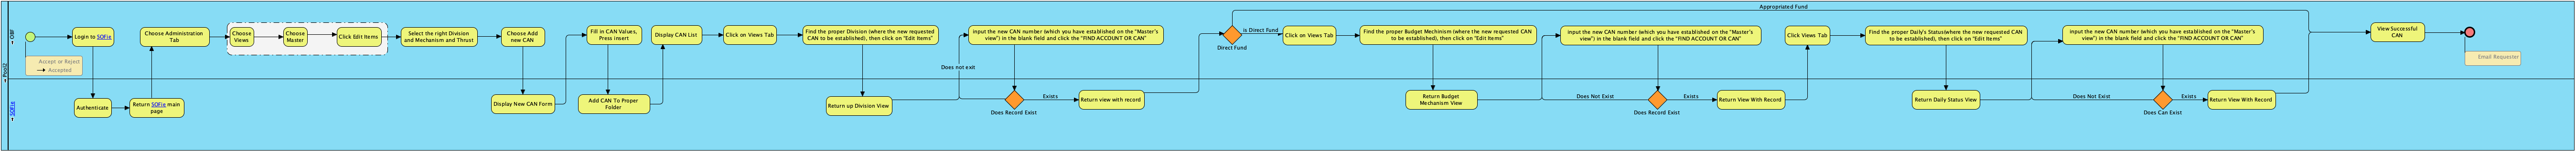 Pool2
OBF
SOFie
Accept or Reject
Accepted
Login to SOFie
Authenticate
Return SOFie main
page
Choose Administration
Tab
Choose
Views
Choose
Master
Click Edit Items
Select the right Division
and Mechanism and Thrust
Choose Add
new CAN
Display New CAN Form
Fill in CAN Values,
Press insert
Add CAN To Proper
Folder
Display CAN List
Click on Views Tab
Find the proper Division (where the new requested
CAN to be established), then click on "Edit Items"
Return up Division View
Does not exit
input the new CAN number (which you have established on the "Master's
view") in the blank field and click the "FIND ACCOUNT OR CAN"
Does Record Exist
Exists
Return view with record
Direct Fund
is Direct Fund
Appropriated Fund
Click on Views Tab
Find the proper Budget Mechinism (where the new requested CAN
to be established), then click on "Edit Items"
Return Budget
Mechanism View
Does Not Exist
input the new CAN number (which you have established on the "Master's
view") in the blank field and click the "FIND ACCOUNT OR CAN"
Does Record Exist
Exists
Return View With Record
Click Views Tab
Find the proper Daily's Status(where the new requested CAN
to be established), then click on "Edit Items"
Return Daily Status View
Does Not Exist
input the new CAN number (which you have established on the "Master's
view") in the blank field and click the "FIND ACCOUNT OR CAN"
Does Can Exist
Exists
Return View With Record
View Successful
CAN
Email Requester